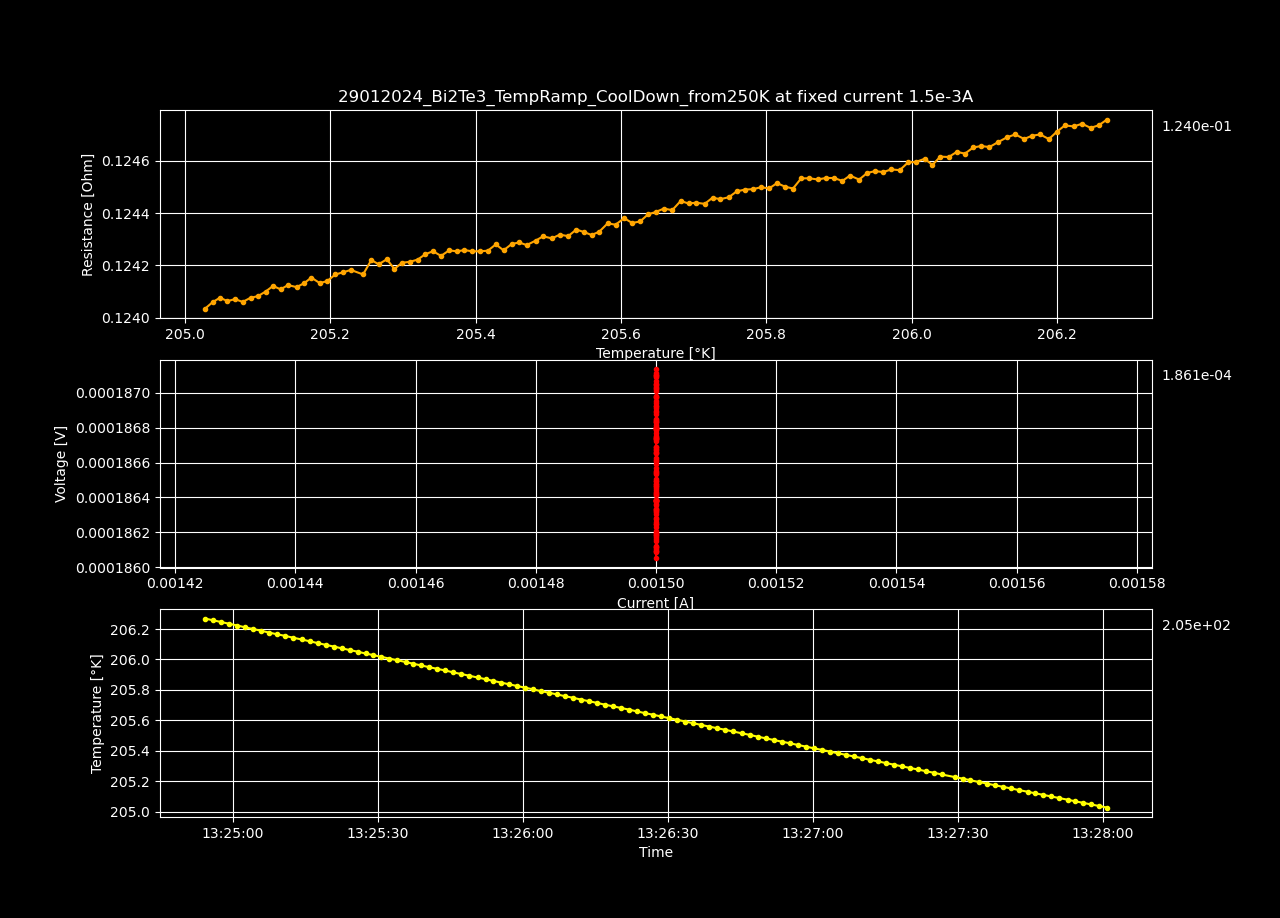 29012024_Bi2Te3_TempRamp_CoolDown_from250K at fixed current 1.5e-3A
1.240e-01
Resistance [Ohm]
0.1246
0.1244
0.1242
0.1240
205.0 205.2 205.4 205.6 205.8 206.0 206.2
Temperature [°K]
1.861e-04
Voltage [V]
0.0001870
0.0001868
0.0001866
0.0001864
0.0001862
0.0001860
0.00142 0.00144 0.00146 0.00148 0.00150 0.00152 0.00154 0.00156 0.00158
Current [A]
2.05e+02
Temperature [°K]
206.2
206.0
205.8
205.6
205.4
205.2
205.0
13:25:00 13:25:30 13:26:00 13:26:30 13:27:00 13:27:30 13:28:00
Time